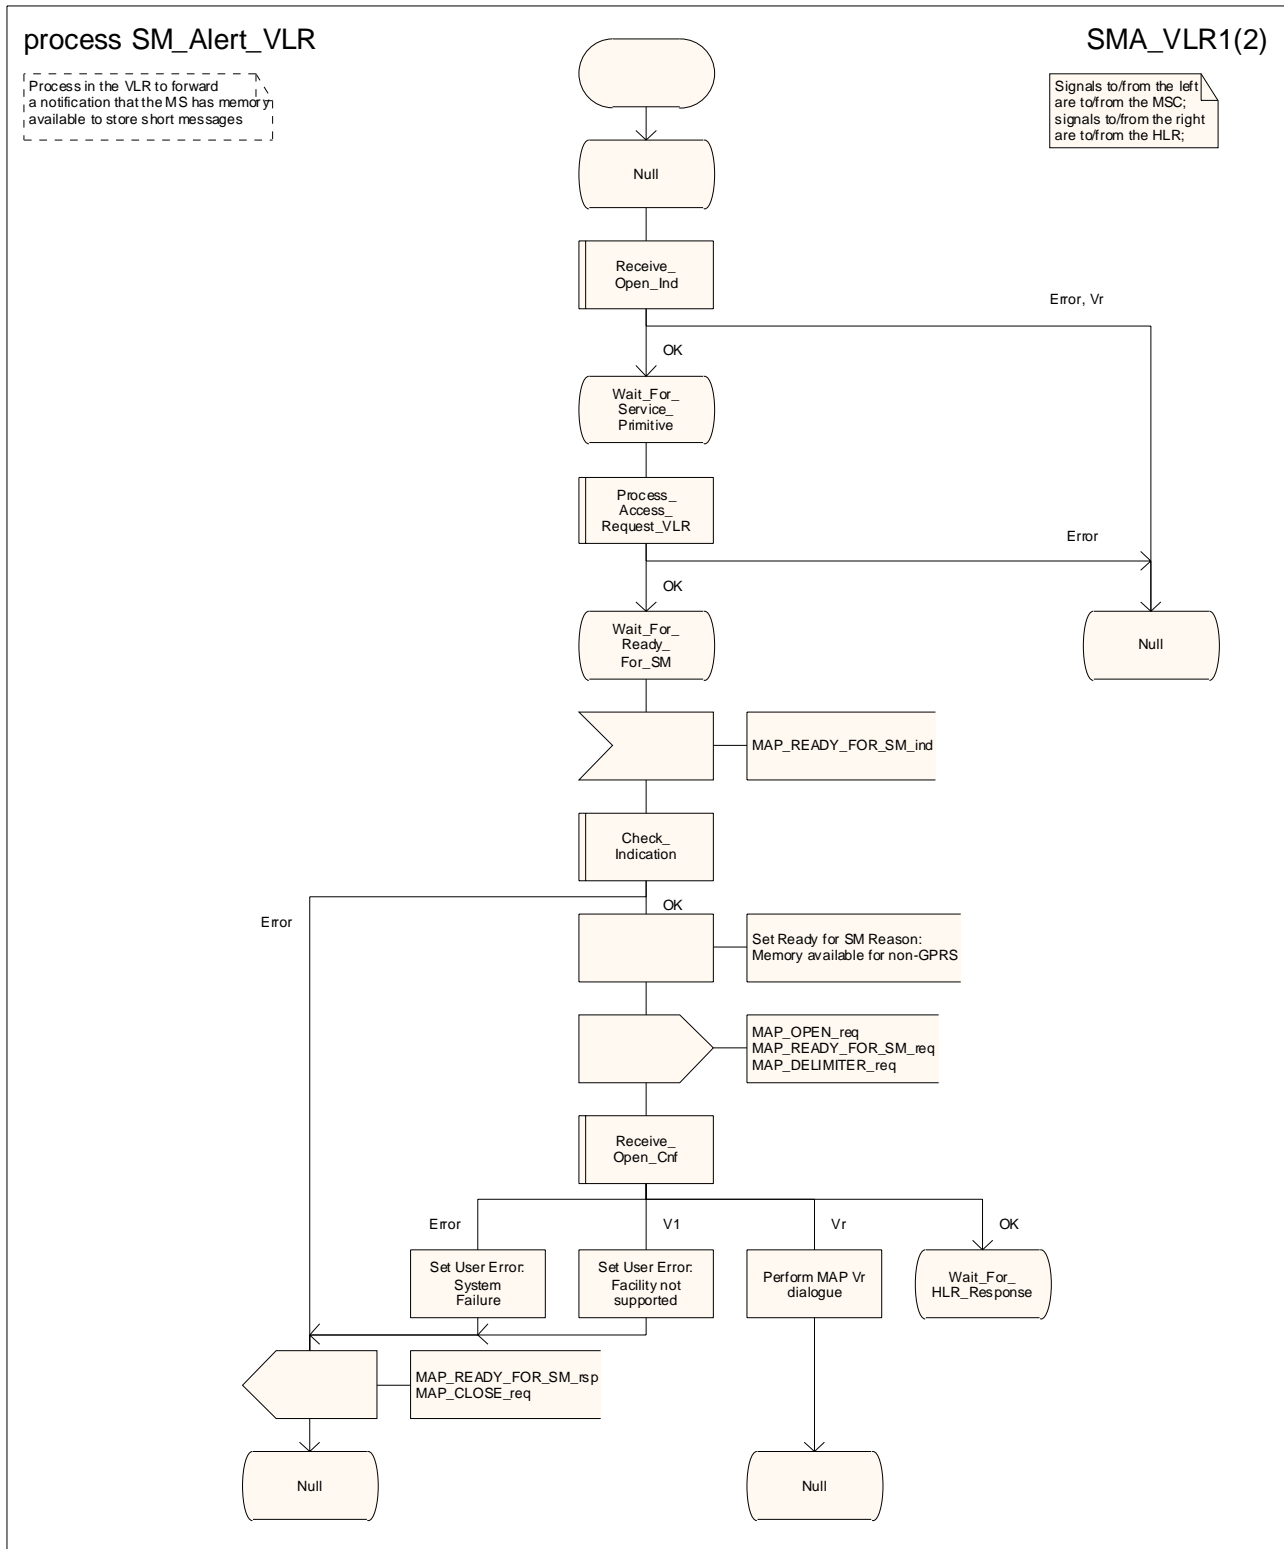 process SM_Alert_VLR
SMA_VLR1(2)
Process in the VLR to forward
a notification that the MS has memory
available to store short messages
Signals to/from the left
are to/from the MSC;
signals to/from the right
are to/from the HLR;
Null
Receive_
Open_Ind
Error, Vr
OK
Wait_For_
Service_
Primitive
Process_
Access_
Request_VLR
Error
OK
Wait_For_
Ready_
For_SM
Null
MAP_READY_FOR_SM_ind
Check_
Indication
Error
OK
Set Ready for SM Reason:
Memory available for non-GPRS
MAP_OPEN_req
MAP_READY_FOR_SM_req
MAP_DELIMITER_req
Receive_
Open_Cnf
Error
V1
Vr
OK
Set User Error:
System
Failure
Set User Error:
Facility not
supported
Perform MAP Vr
dialogue
Wait_For_
HLR_Response
MAP_READY_FOR_SM_rsp
MAP_CLOSE_req
Null
Null